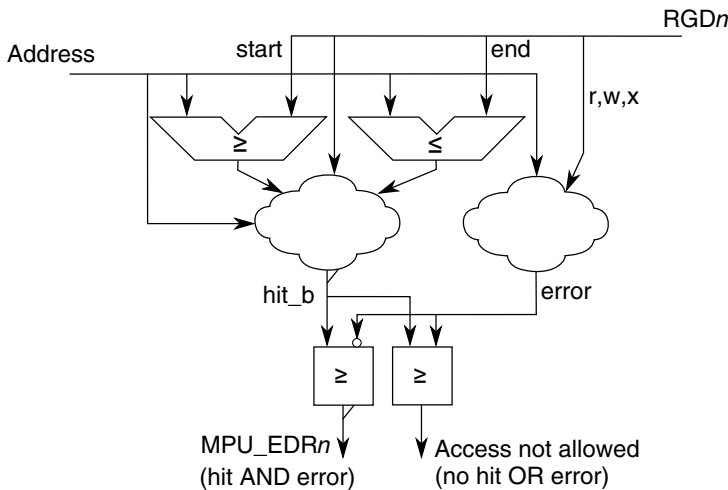 RGDn
Address
start
end
r,w,x
≥
≤
hit_b
error
≥
≥
MPU_EDRn
(hit AND error)
Access not allowed
(no hit OR error)